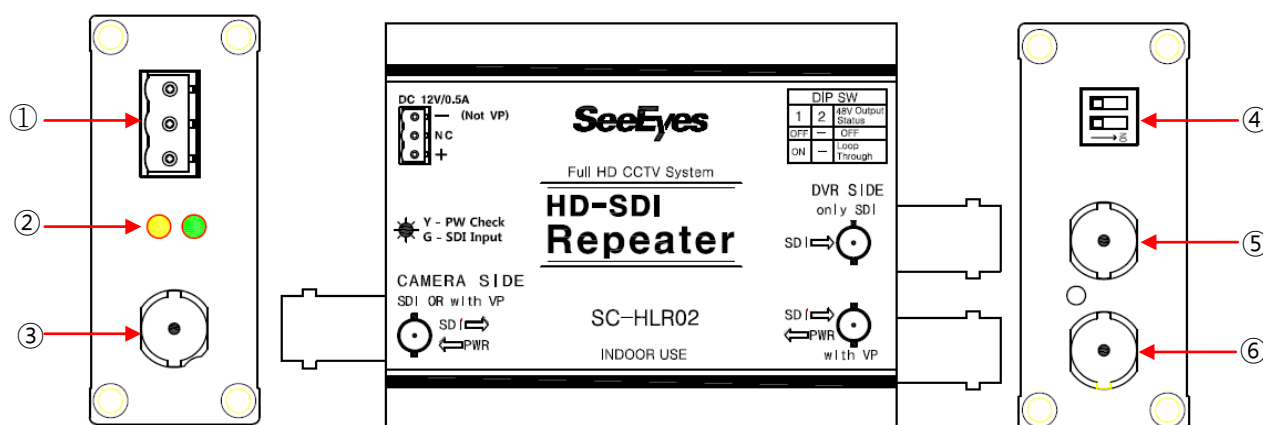 ①
②
③
DC 12V/0.5A
— (Not VP)
NC
+
Y - PW Check
G - SDI Input
CAMERA SIDE
SDI OR with VP
SDI
PWR
SeeEyes
Full HD CCTV System
HD-SDI
Repeater
SC-HLR02
INDOOR USE
DIP SW
1 2 48V Output Status
OFF — OFF
ON — Loop Through
DVR SIDE
only SDI
SDI
SDI
PWR
with VP
ON
④
⑤
⑥